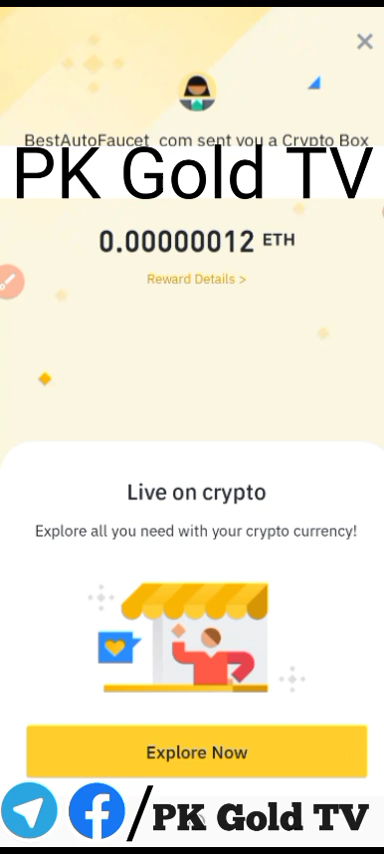 BestAutoFaucet_com sent you a Crypto Box
PK Gold TV
0.00000012 ETH
Reward Details >
Live on crypto
Explore all you need with your crypto currency!
Explore Now
/PK Gold TV